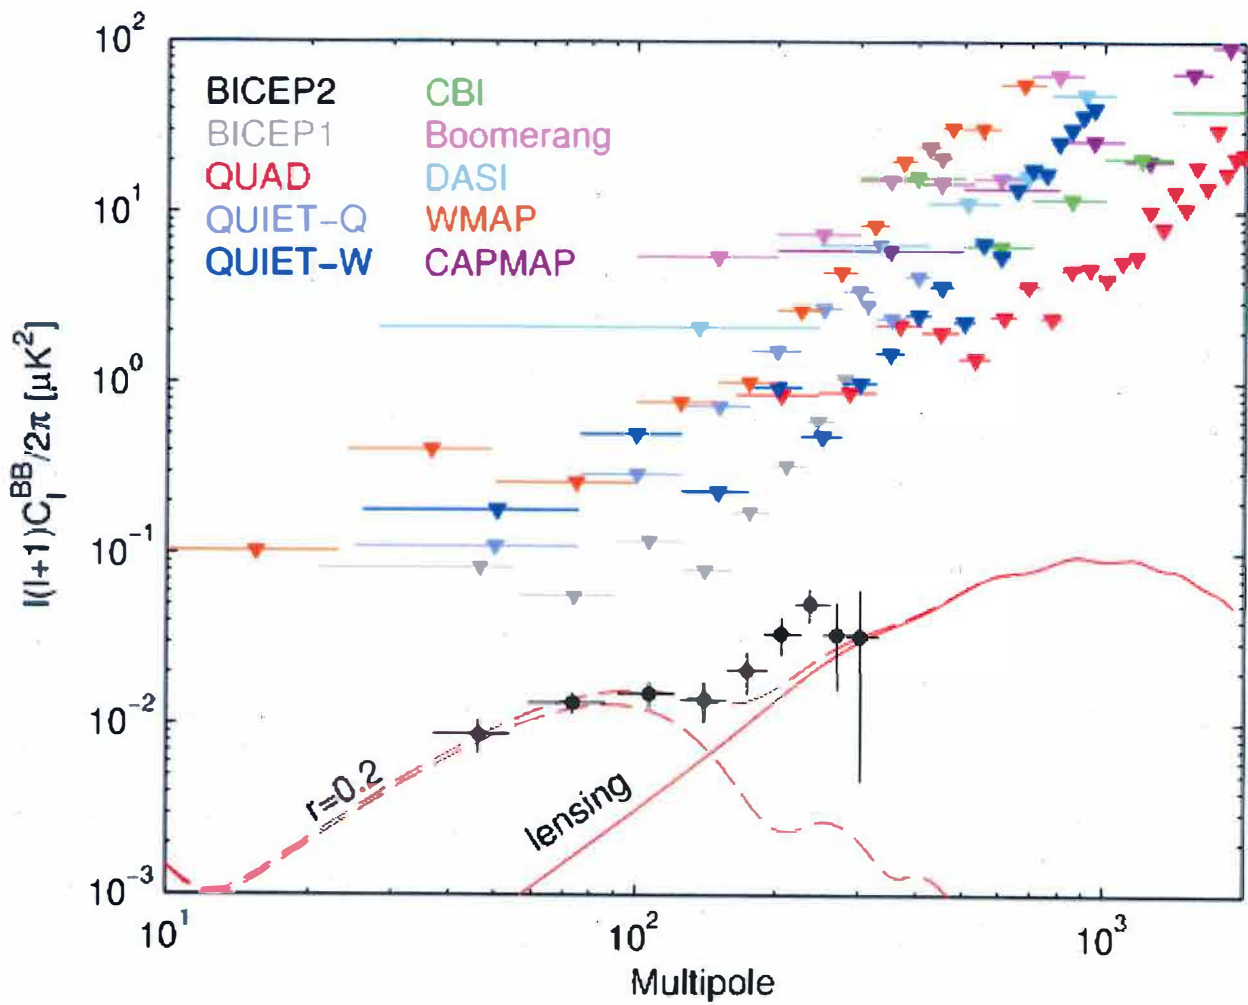 10²
10¹
10⁰
10⁻¹
10⁻²
10⁻³
l(l+1)C_l^BB/2π [μK²]
BICEP2
BICEP1
QUAD
QUIET-Q
QUIET-W
CBI
Boomerang
DASI
WMAP
CAPMAP
r=0.2
lensing
10¹
10²
10³
Multipole